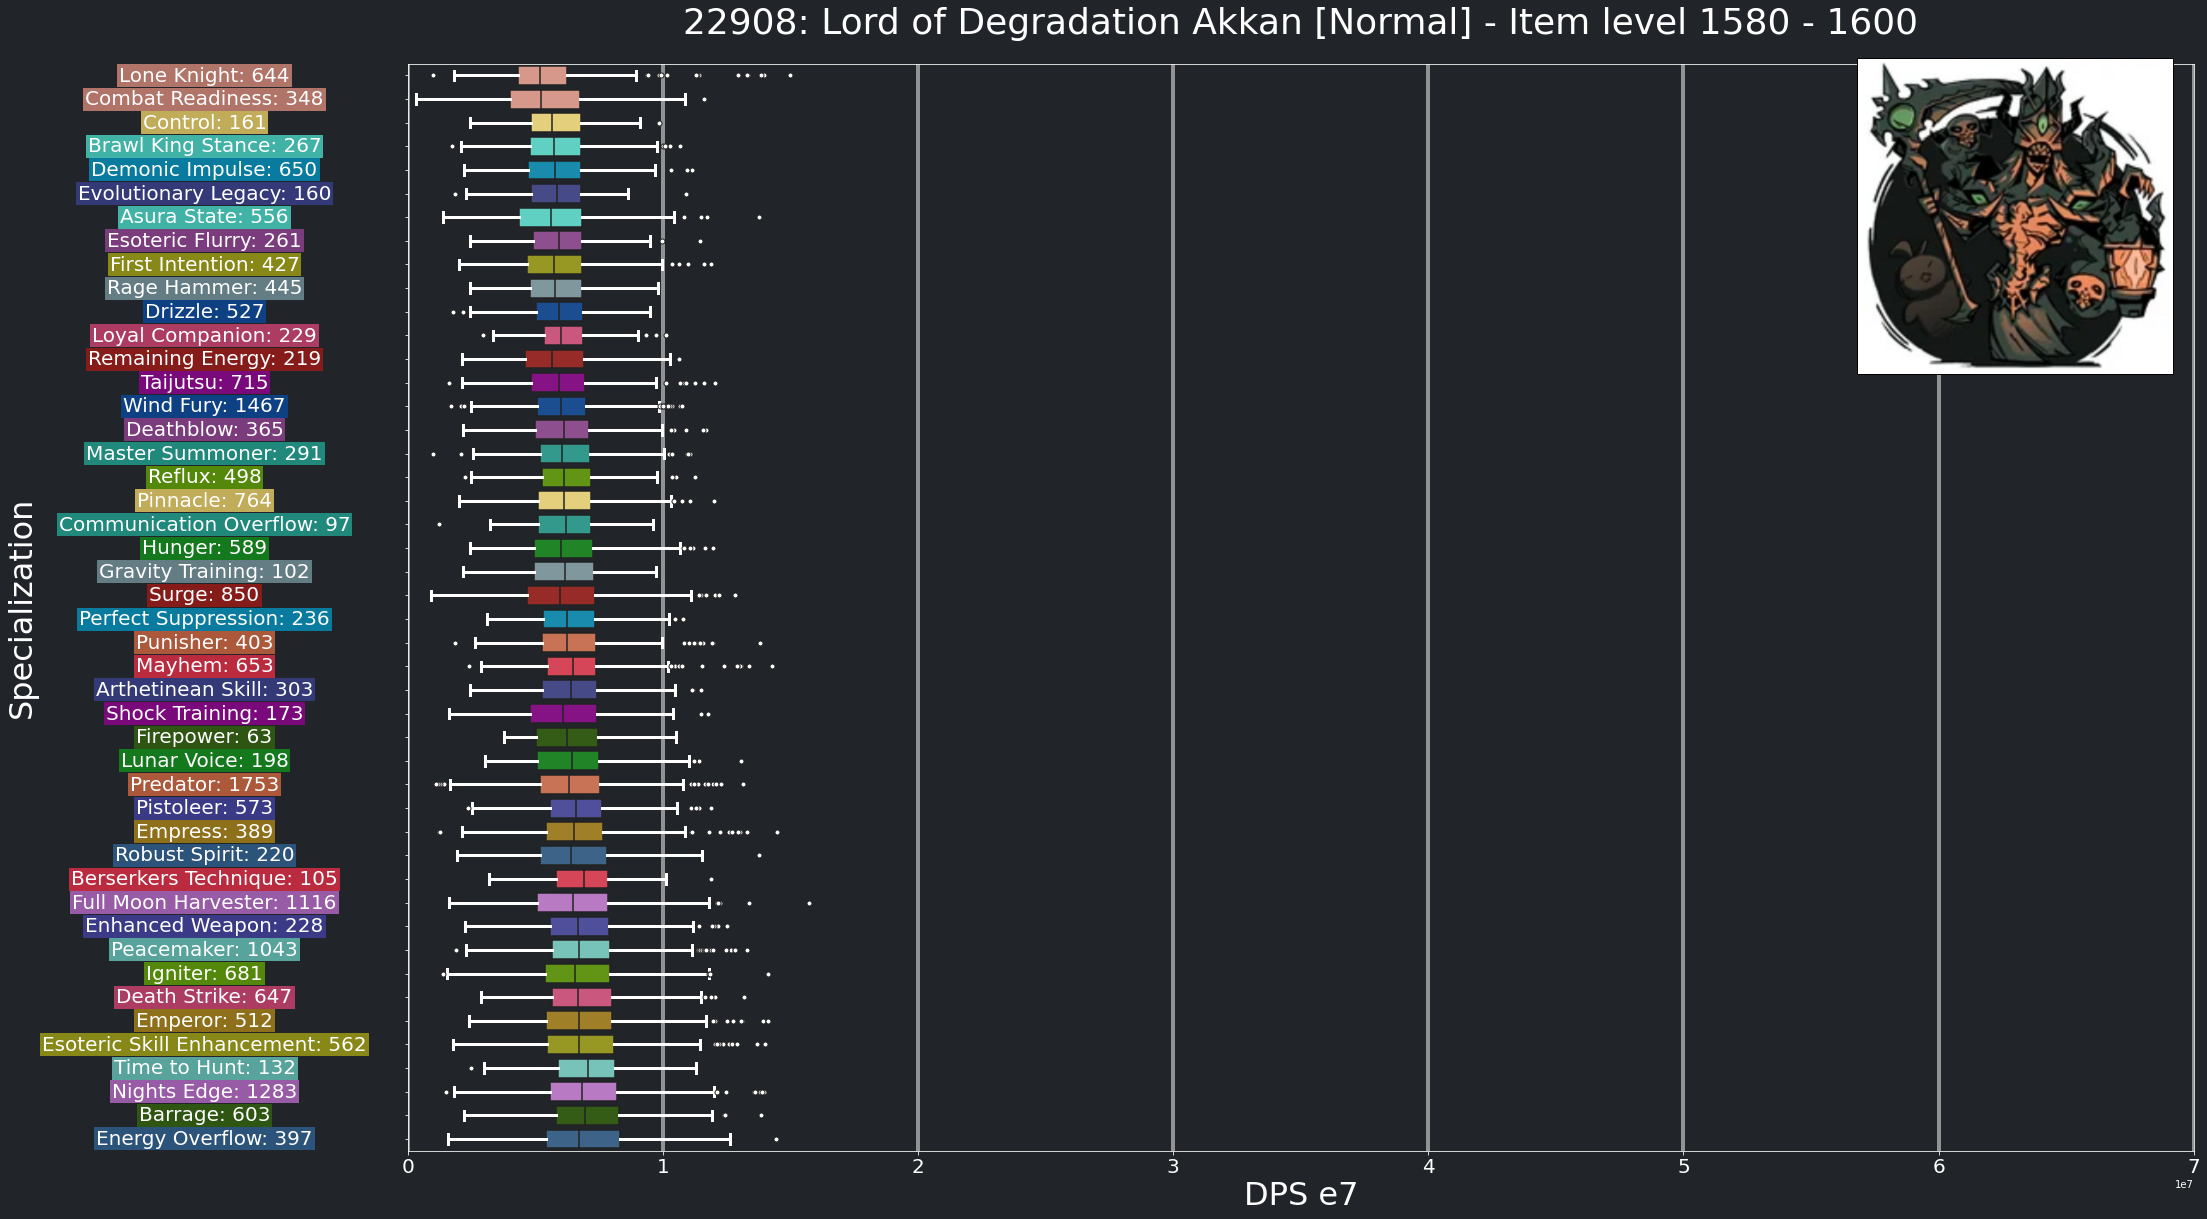 22908: Lord of Degradation Akkan [Normal] - Item level 1580 - 1600
Specialization
Lone Knight: 644
Combat Readiness: 348
Control: 161
Brawl King Stance: 267
Demonic Impulse: 650
Evolutionary Legacy: 160
Asura State: 556
Esoteric Flurry: 261
First Intention: 427
Rage Hammer: 445
Drizzle: 527
Loyal Companion: 229
Remaining Energy: 219
Taijutsu: 715
Wind Fury: 1467
Deathblow: 365
Master Summoner: 291
Reflux: 498
Pinnacle: 764
Communication Overflow: 97
Hunger: 589
Gravity Training: 102
Surge: 850
Perfect Suppression: 236
Punisher: 403
Mayhem: 653
Arthetinean Skill: 303
Shock Training: 173
Firepower: 63
Lunar Voice: 198
Predator: 1753
Pistoleer: 573
Empress: 389
Robust Spirit: 220
Berserkers Technique: 105
Full Moon Harvester: 1116
Enhanced Weapon: 228
Peacemaker: 1043
Igniter: 681
Death Strike: 647
Emperor: 512
Esoteric Skill Enhancement: 562
Time to Hunt: 132
Nights Edge: 1283
Barrage: 603
Energy Overflow: 397
0 1 2 3 4 5 6 7
1e7
DPS e7